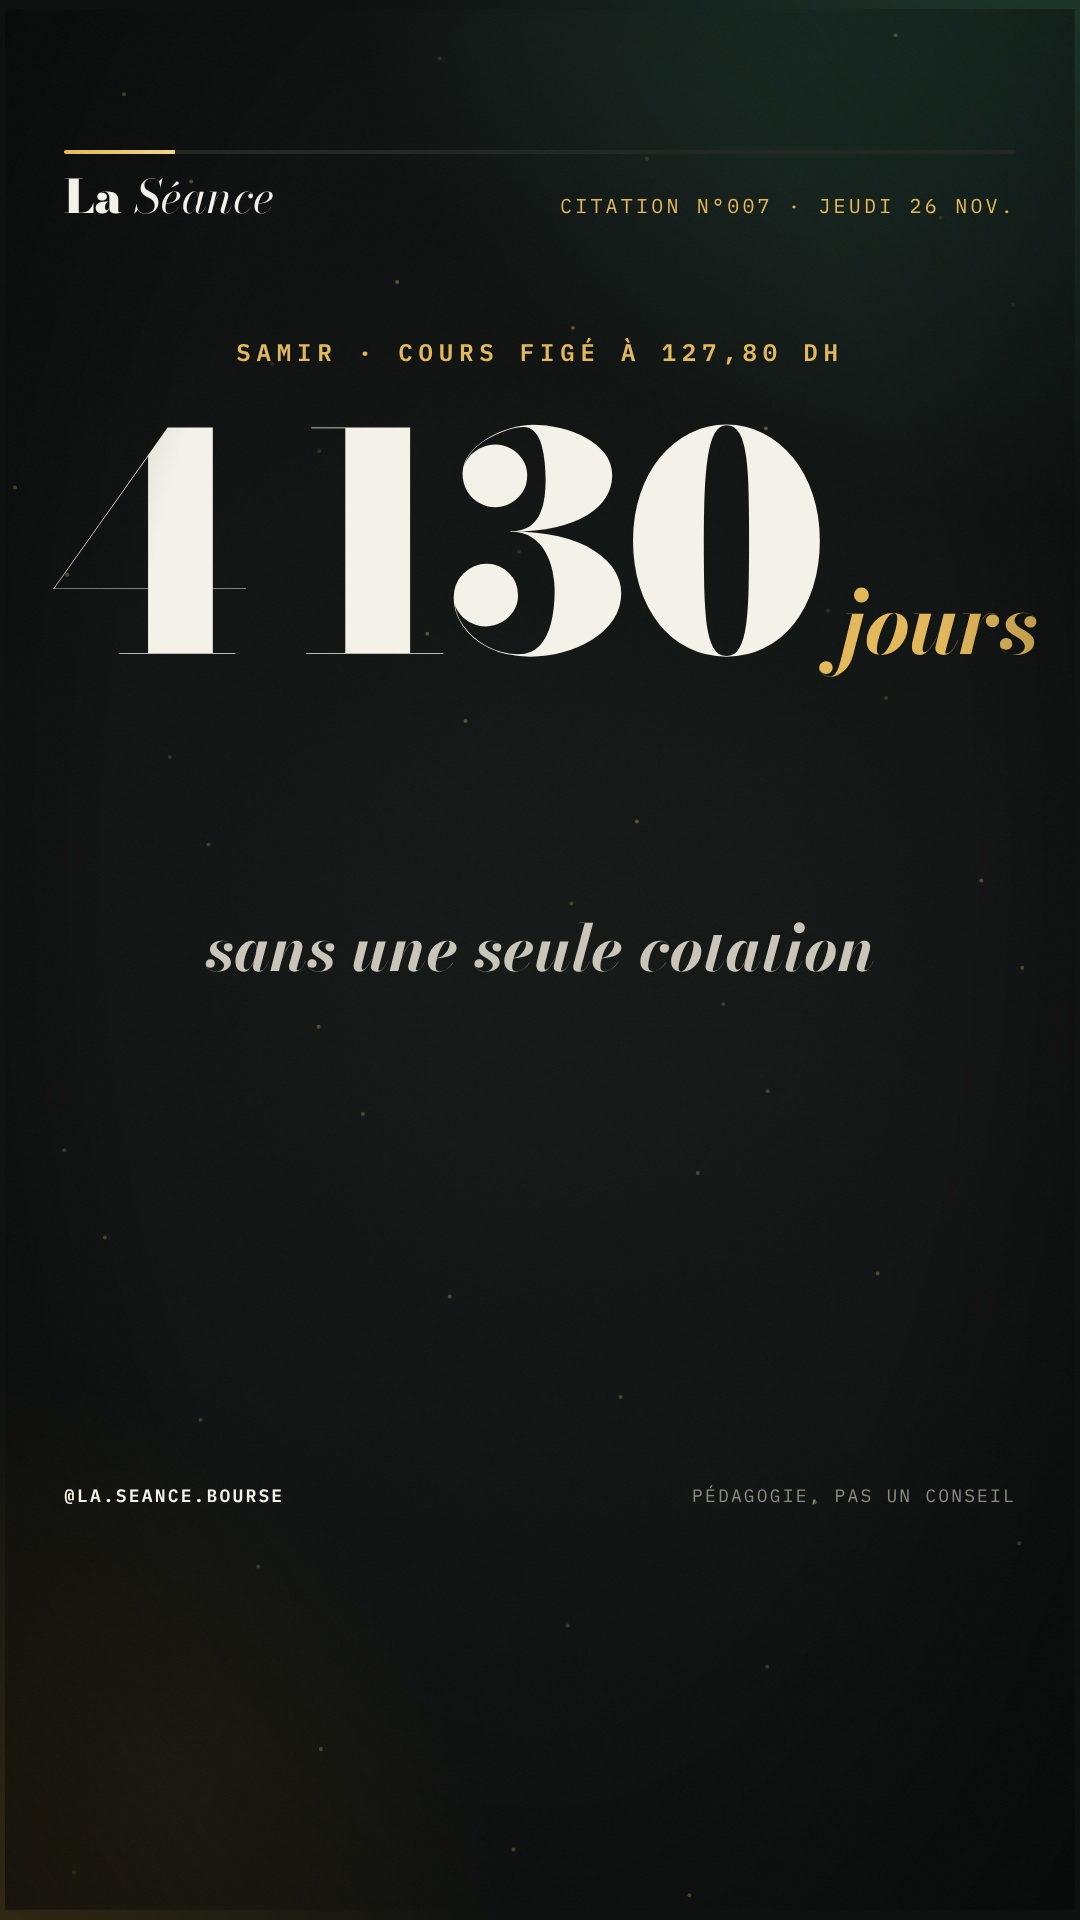 La Séance
CITATION N°007 · JEUDI 26 NOV.
SAMIR · COURS FIGÉ À 127,80 DH
4 130 jours
sans une seule cotation
@LA.SEANCE.BOURSE
PÉDAGOGIE, PAS UN CONSEIL